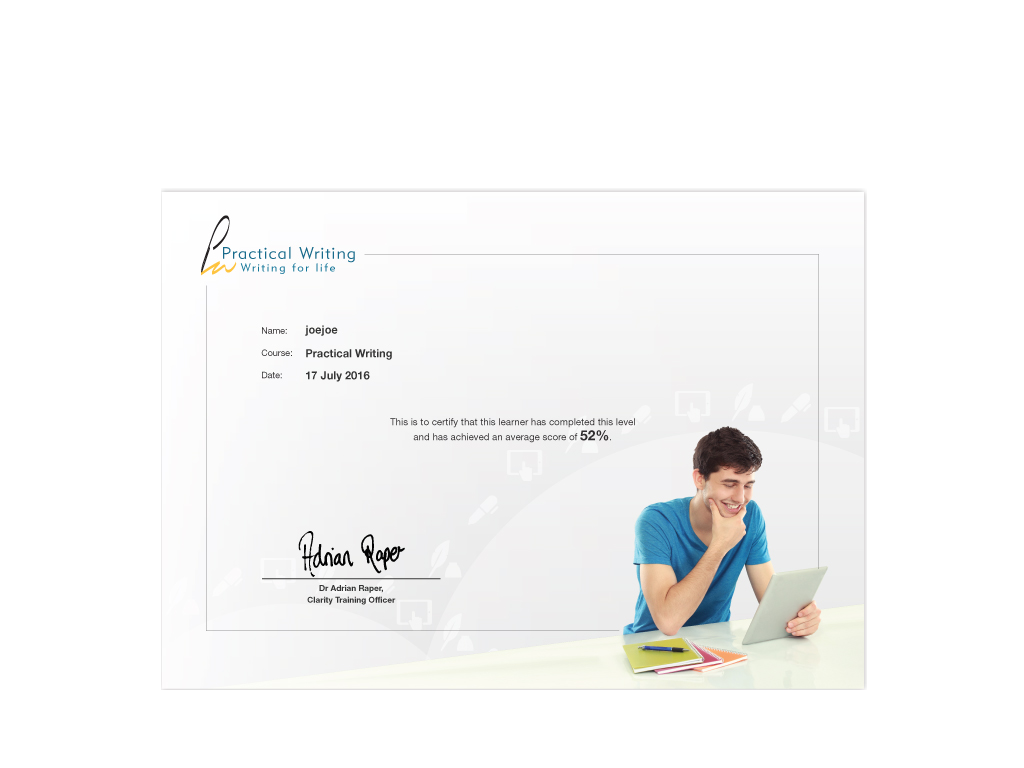 Practical Writing
Writing for life
Name: joejoe
Course: Practical Writing
Date: 17 July 2016
This is to certify that this learner has completed this level
and has achieved an average score of 52%.
Adrian Raper
Dr Adrian Raper,
Clarity Training Officer